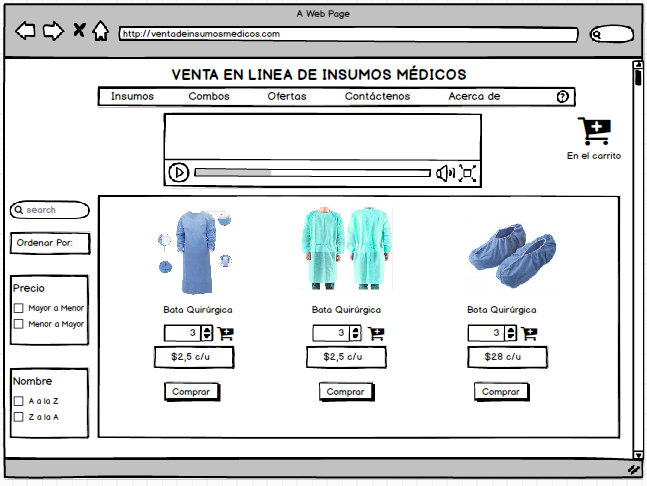 A Web Page
http://ventadeinsumosmedicos.com
VENTA EN LINEA DE INSUMOS MÉDICOS
Insumos Combos Ofertas Contáctenos Acerca de ?
En el carrito
search
Ordenar Por:
Precio
Mayor a Menor
Menor a Mayor
Nombre
A a la Z
Z a la A
Bata Quirúrgica Bata Quirúrgica Bota Quirúrgica
3 3 3
$2,5 c/u $2,5 c/u $28 c/u
Comprar Comprar Comprar